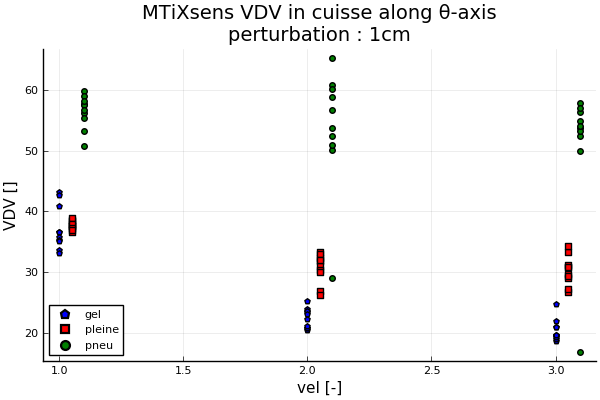 MTiXsens VDV in cuisse along θ-axis
perturbation : 1cm
VDV []
60
50
40
30
20
gel
pleine
pneu
1.0 1.5 2.0 2.5 3.0
vel [-]